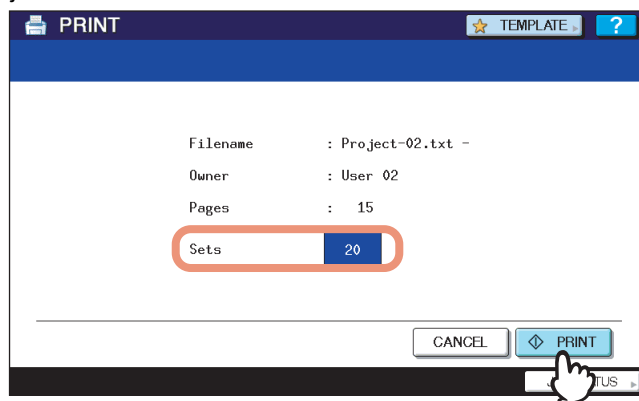 PRINT
TEMPLATE
?
Filename : Project-02.txt -
Owner : User 02
Pages : 15
Sets 20
CANCEL
PRINT